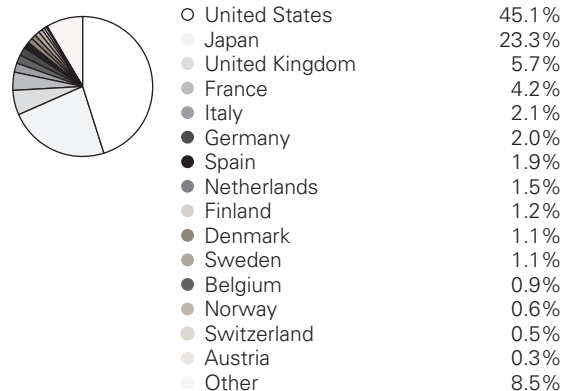 United States 45.1%
Japan 23.3%
United Kingdom 5.7%
France 4.2%
Italy 2.1%
Germany 2.0%
Spain 1.9%
Netherlands 1.5%
Finland 1.2%
Denmark 1.1%
Sweden 1.1%
Belgium 0.9%
Norway 0.6%
Switzerland 0.5%
Austria 0.3%
Other 8.5%